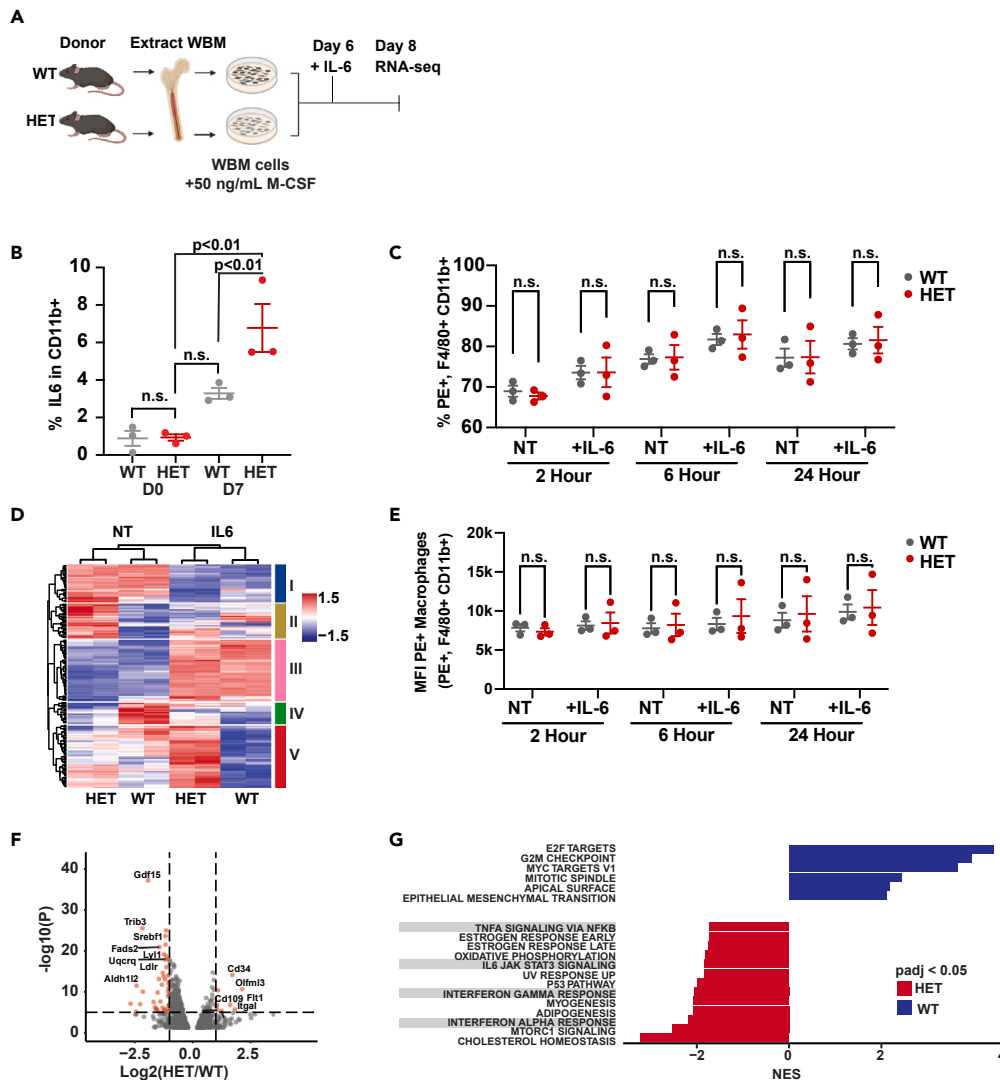 A
Donor
Extract WBM
Day 6
+ IL-6
Day 8
RNA-seq
WT
HET
WBM cells
+50 ng/mL M-CSF
B
p<0.01
p<0.01
n.s.
n.s.
% IL6 in CD11b+
10
8
6
4
2
0
WT
HET
WT
HET
D0
D7
C
n.s.
n.s.
n.s.
n.s.
n.s.
n.s.
WT
HET
% PE+, F4/80+ CD11b+
100
90
80
70
60
NT
+IL-6
NT
+IL-6
NT
+IL-6
2 Hour
6 Hour
24 Hour
D
NT
IL6
I
II
III
IV
V
1.5
−1.5
HET
WT
HET
WT
E
n.s.
n.s.
n.s.
n.s.
n.s.
n.s.
WT
HET
MFI PE+ Macrophages
(PE+, F4/80+ CD11b+)
20k
15k
10k
5k
0
NT
+IL-6
NT
+IL-6
NT
+IL-6
2 Hour
6 Hour
24 Hour
F
-log10(P)
40
30
20
10
0
Gdf15
Trib3
Srebf1
Fads2
Lyl1
Uqcrq
Ldlr
Aldh1l2
Cd34
Olfml3
Cd109
Flt1
Itgal
−2.5
0.0
2.5
Log2(HET/WT)
G
E2F TARGETS
G2M CHECKPOINT
MYC TARGETS V1
MITOTIC SPINDLE
APICAL SURFACE
EPITHELIAL MESENCHYMAL TRANSITION
TNFA SIGNALING VIA NFKB
ESTROGEN RESPONSE EARLY
ESTROGEN RESPONSE LATE
OXIDATIVE PHOSPHORYLATION
IL6 JAK STAT3 SIGNALING
UV RESPONSE UP
P53 PATHWAY
INTERFERON GAMMA RESPONSE
MYOGENESIS
ADIPOGENESIS
INTERFERON ALPHA RESPONSE
MTORC1 SIGNALING
CHOLESTEROL HOMEOSTASIS
padj < 0.05
HET
WT
−2
0
2
4
NES